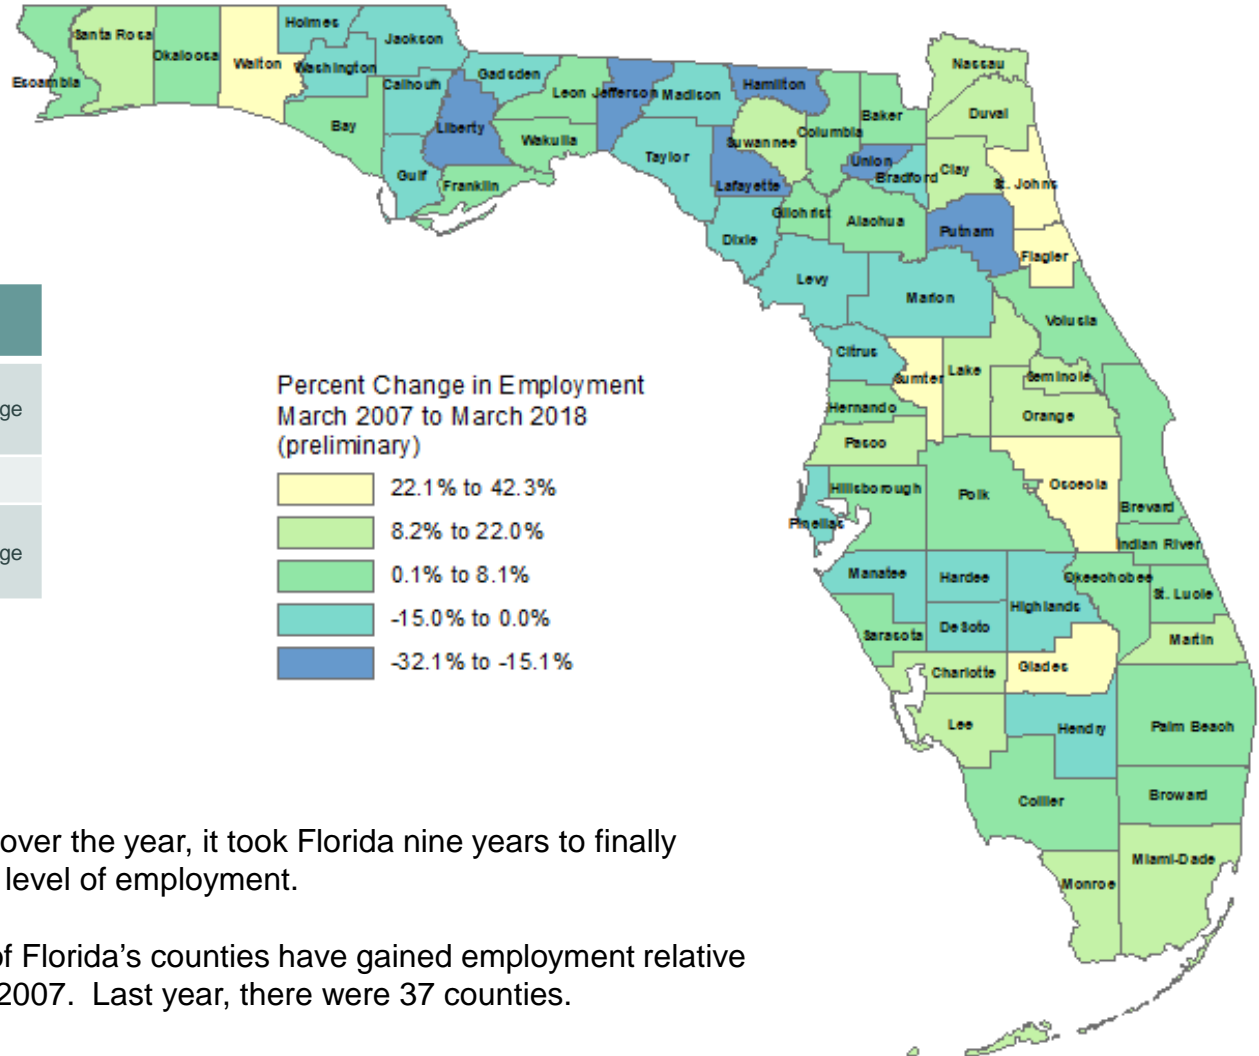 Holmes
Jackson
Santa Rosa
Okaloosa
Walton
Washington
Escambia
Calhoun
Gadsden
Leon
Jefferson
Madison
Hamilton
Nassau
Bay
Liberty
Wakulla
Taylor
Suwannee
Columbia
Baker
Duval
Gulf
Franklin
Lafayette
Union
Bradford
Clay
St. Johns
Dixie
Gilchrist
Alachua
Putnam
Flagler
Levy
Marion
Volusia
Citrus
Sumter
Lake
Seminole
Hernando
Orange
Pasco
Hillsborough
Polk
Osceola
Brevard
Pinellas
Indian River
Manatee
Hardee
Highlands
Okeechobee
St. Lucie
Sarasota
DeSoto
Martin
Charlotte
Glades
Lee
Hendry
Palm Beach
Collier
Broward
Monroe
Miami-Dade
ge
ge
Percent Change in Employment
March 2007 to March 2018
(preliminary)
22.1% to 42.3%
8.2% to 22.0%
0.1% to 8.1%
-15.0% to 0.0%
-32.1% to -15.1%
over the year, it took Florida nine years to finally
level of employment.
of Florida’s counties have gained employment relative
2007. Last year, there were 37 counties.